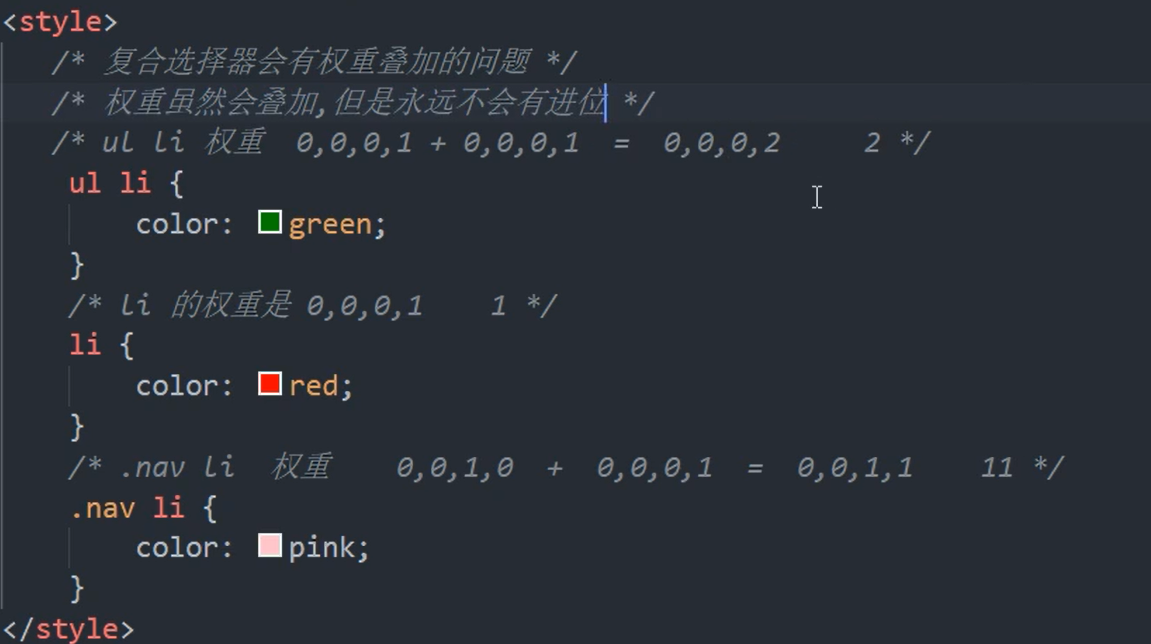 <style>
/* 复合选择器会有权重叠加的问题 */
/* 权重虽然会叠加,但是永远不会有进位 */
/* ul li 权重 0,0,0,1 + 0,0,0,1 = 0,0,0,2 2 */
ul li {
color: green;
}
/* li 的权重是 0,0,0,1 1 */
li {
color: red;
}
/* .nav li 权重 0,0,1,0 + 0,0,0,1 = 0,0,1,1 11 */
.nav li {
color: pink;
}
</style>